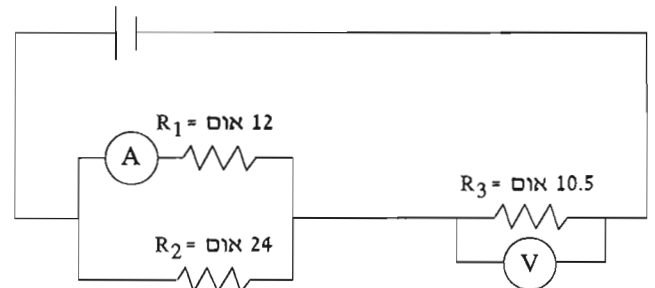 R1 = אום 12
A
R3 = אום 10.5
R2 = אום 24
V